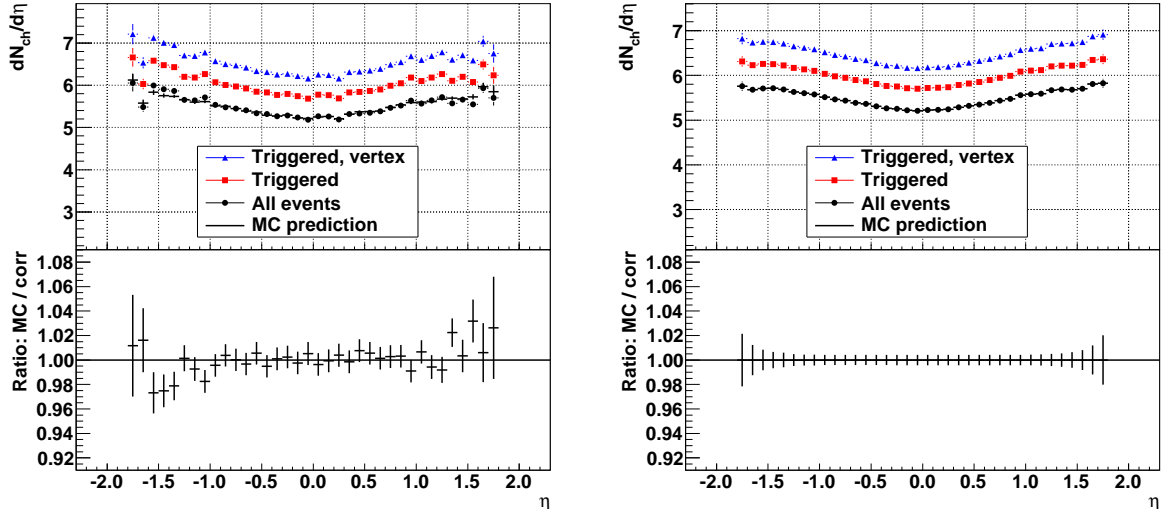 dN_ch/dη
7
6
5
4
3
Triggered, vertex
Triggered
All events
MC prediction
Ratio: MC / corr
1.08
1.06
1.04
1.02
1.00
0.98
0.96
0.94
0.92
-2.0 -1.5 -1.0 -0.5 0.0 0.5 1.0 1.5 2.0
η
dN_ch/dη
7
6
5
4
3
Triggered, vertex
Triggered
All events
MC prediction
Ratio: MC / corr
1.08
1.06
1.04
1.02
1.00
0.98
0.96
0.94
0.92
-2.0 -1.5 -1.0 -0.5 0.0 0.5 1.0 1.5 2.0
η